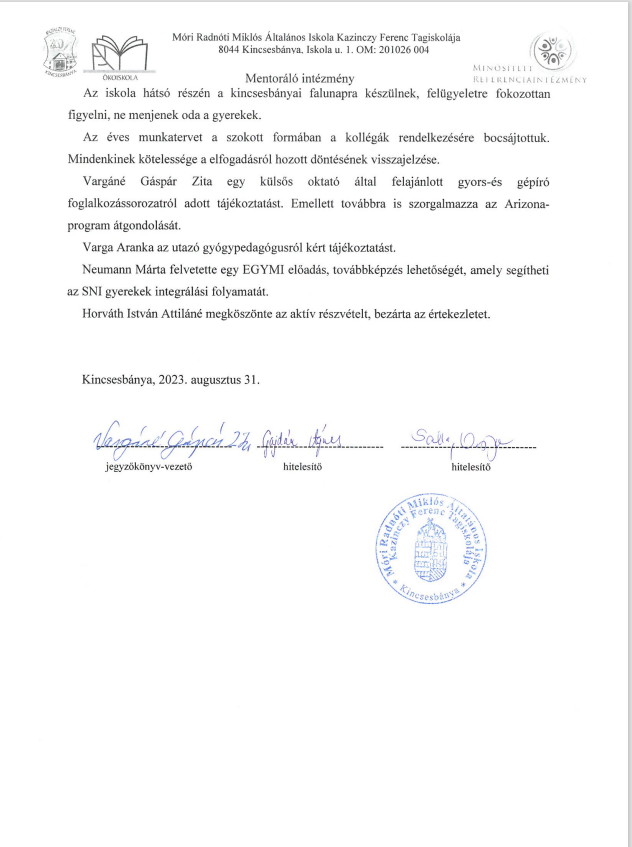 Móri Radnóti Miklós Általános Iskola Kazinczy Ferenc Tagiskolája
8044 Kincsesbánya, Iskola u. 1. OM: 201026 004
KINCSESBÁNYA
ÖKOISKOLA
Mentoráló intézmény
MINŐSÍTETT
REFERENCIAINTÉZMÉNY
Az iskola hátsó részén a kincsesbányai falunapra készülnek, felügyeletre fokozottan
figyelni, ne menjenek oda a gyerekek.
Az éves munkatervet a szokott formában a kollégák rendelkezésére bocsájtottuk.
Mindenkinek kötelessége a elfogadásról hozott döntésének visszajelzése.
Vargáné Gáspár Zita egy külsős oktató által felajánlott gyors-és gépíró
foglalkozássorozatról adott tájékoztatást. Emellett továbbra is szorgalmazza az Arizona-
program átgondolását.
Varga Aranka az utazó gyógypedagógusról kért tájékoztatást.
Neumann Márta felvetette egy EGYMI előadás, továbbképzés lehetőségét, amely segítheti
az SNI gyerekek integrálási folyamatát.
Horváth István Attiláné megköszönte az aktív részvételt, bezárta az értekezletet.
Kincsesbánya, 2023. augusztus 31.
Vargáné Gáspár Zita
jegyzőkönyv-vezető hitelesítő hitelesítő
Móri Radnóti Miklós Általános Iskola
Kazinczy Ferenc Tagiskolája
* Kincsesbánya *